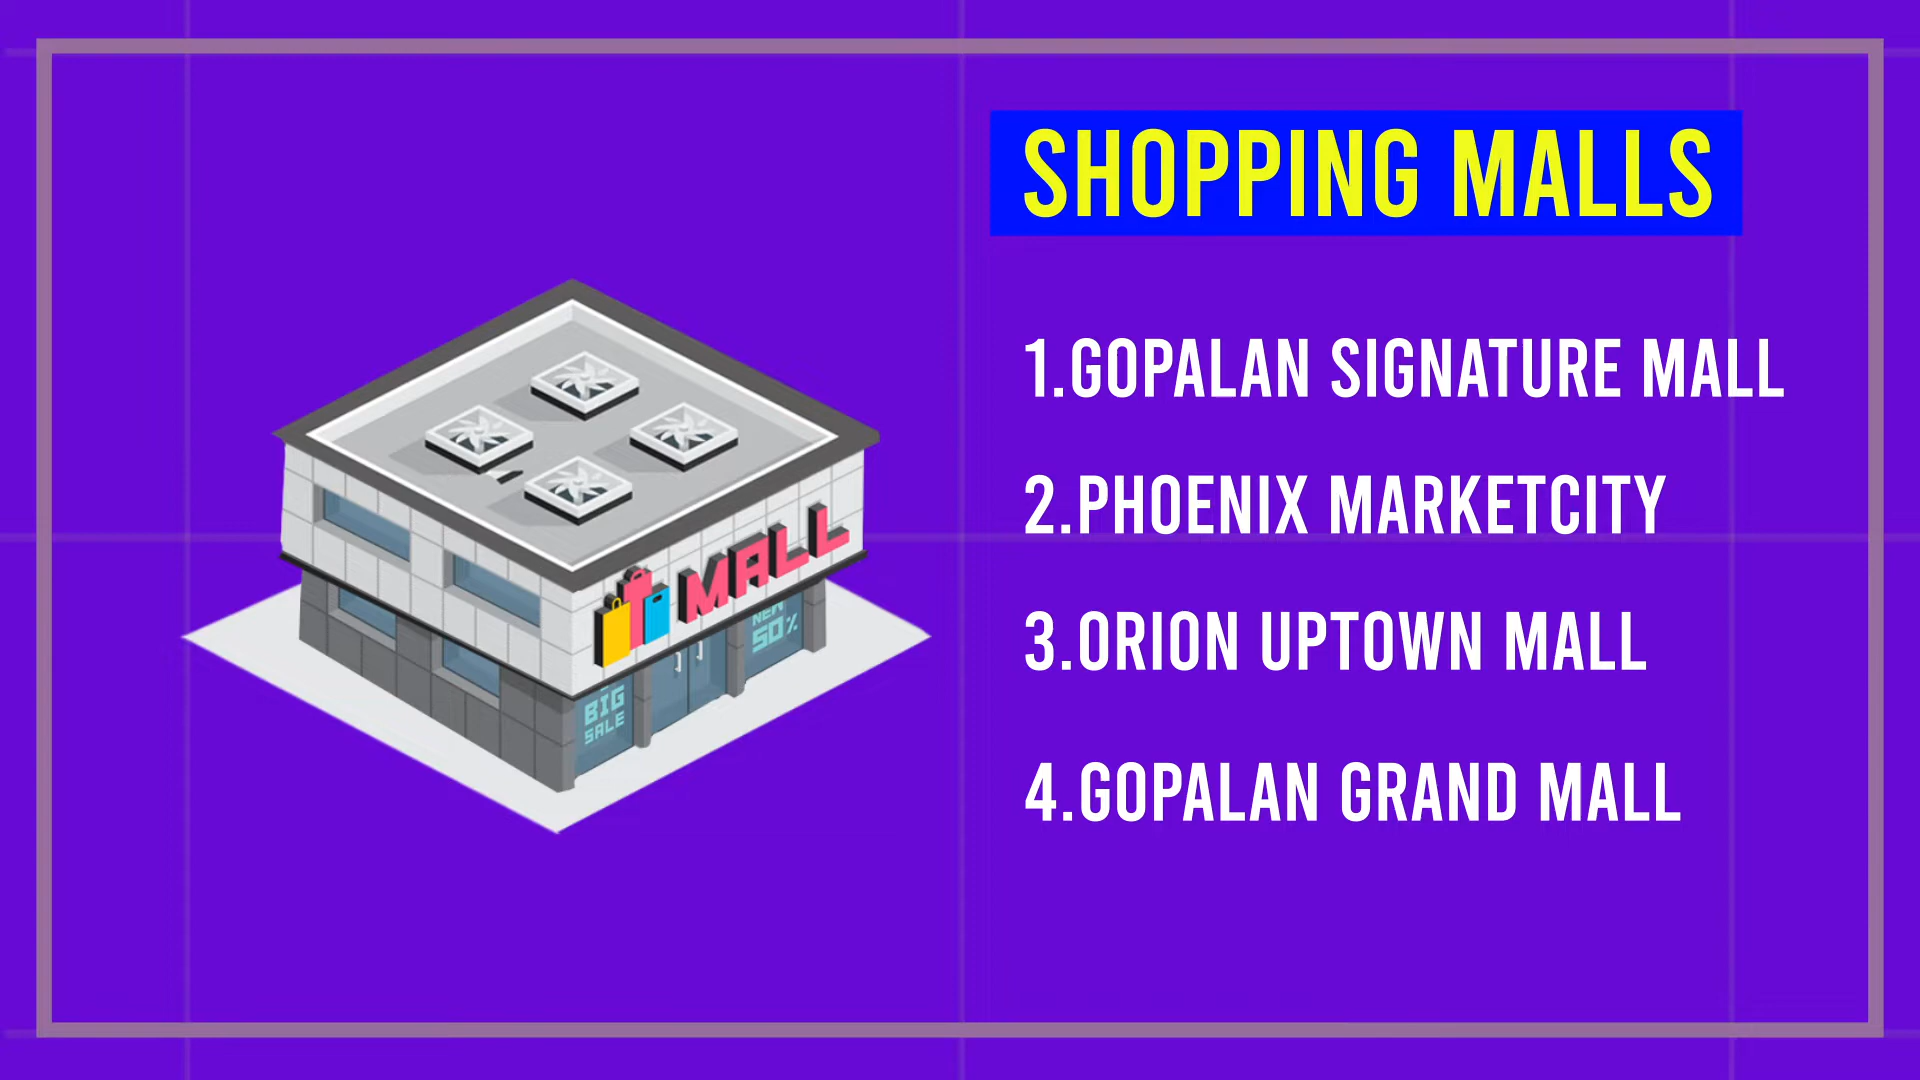 SHOPPING MALLS
1.GOPALAN SIGNATURE MALL
2.PHOENIX MARKETCITY
3.ORION UPTOWN MALL
4.GOPALAN GRAND MALL
MALL
NEW
50%
BIG
SALE